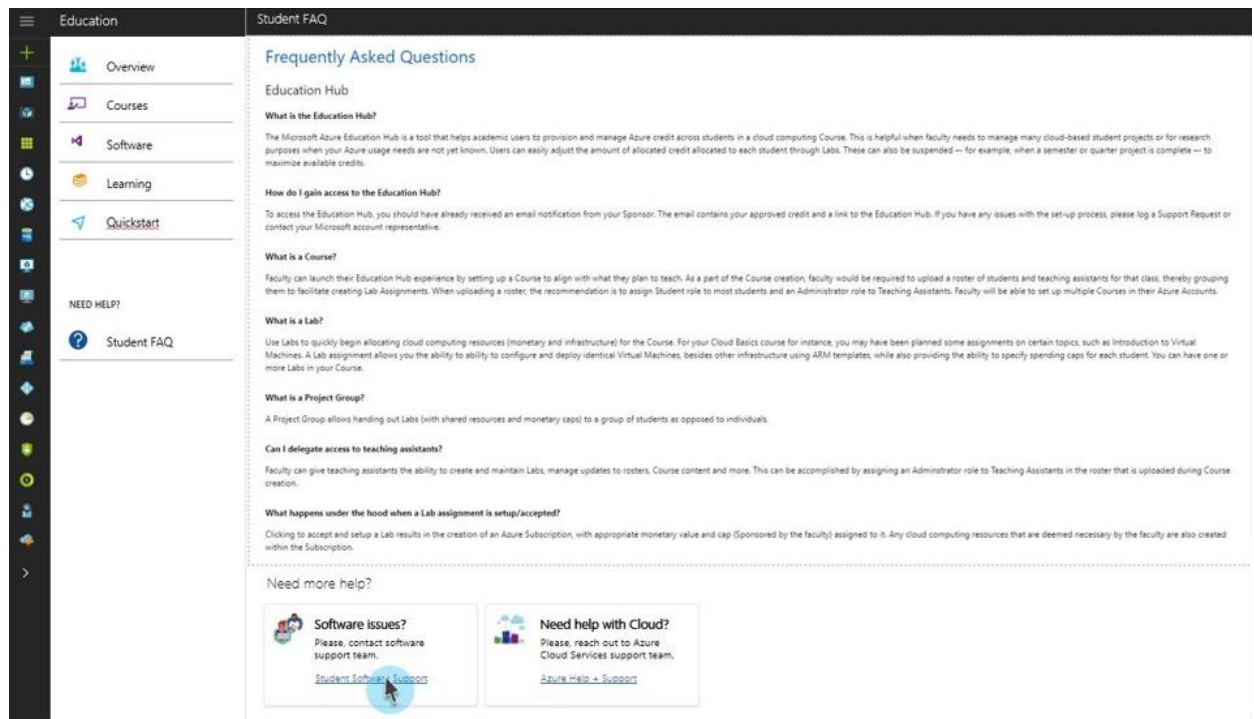 Education
Student FAQ
Overview
Courses
Software
Learning
Quickstart
NEED HELP?
Student FAQ
Frequently Asked Questions
Education Hub
What is the Education Hub?
The Microsoft Azure Education Hub is a tool that helps academic users to provision and manage Azure credit across students in a cloud computing Course. This is helpful when faculty needs to manage many cloud-based student projects or for research
purposes when your Azure usage needs are not yet known. Users can easily adjust the amount of allocated credit allocated to each student through Labs. These can also be suspended –- for example, when a semester or quarter project is complete –- to
maximize available credits.
How do I gain access to the Education Hub?
To access the Education Hub, you should have already received an email notification from your Sponsor. The email contains your approved credit and a link to the Education Hub. If you have any issues with the set-up process, please log a Support Request or
contact your Microsoft account representative.
What is a Course?
Faculty can launch their Education Hub experience by setting up a Course to align with what they plan to teach. As a part of the Course creation, faculty would be required to upload a roster of students and teaching assistants for that class, thereby grouping
them to facilitate creating Lab Assignments. When uploading a roster, the recommendation is to assign Student role to most students and an Administrator role to Teaching Assistants. Faculty will be able to set up multiple Courses in their Azure Accounts.
What is a Lab?
Use Labs to quickly begin allocating cloud computing resources (monetary and infrastructure) for the Course. For your Cloud Basics course for instance, you may have been planned some assignments on certain topics, such as Introduction to Virtual
Machines. A Lab assignment allows you the ability to ability to configure and deploy identical Virtual Machines, besides other infrastructure using ARM templates, while also providing the ability to specify spending caps for each student. You can have one or
more Labs in your Course.
What is a Project Group?
A Project Group allows handing out Labs (with shared resources and monetary caps) to a group of students as opposed to individuals.
Can I delegate access to teaching assistants?
Faculty can give teaching assistants the ability to create and maintain Labs, manage updates to rosters, Course content and more. This can be accomplished by assigning an Adminstrator role to Teaching Assistants in the roster that is uploaded during Course
creation.
What happens under the hood when a Lab assignment is setup/accepted?
Clicking to accept and setup a Lab results in the creation of an Azure Subscription, with appropriate monetary value and cap (Sponsored by the faculty) assigned to it. Any cloud computing resources that are deemed necessary by the faculty are also created
within the Subscription.
Need more help?
Software issues?
Please, contact software
support team.
Student Software Support
Need help with Cloud?
Please, reach out to Azure
Cloud Services support team.
Azure Help + Support